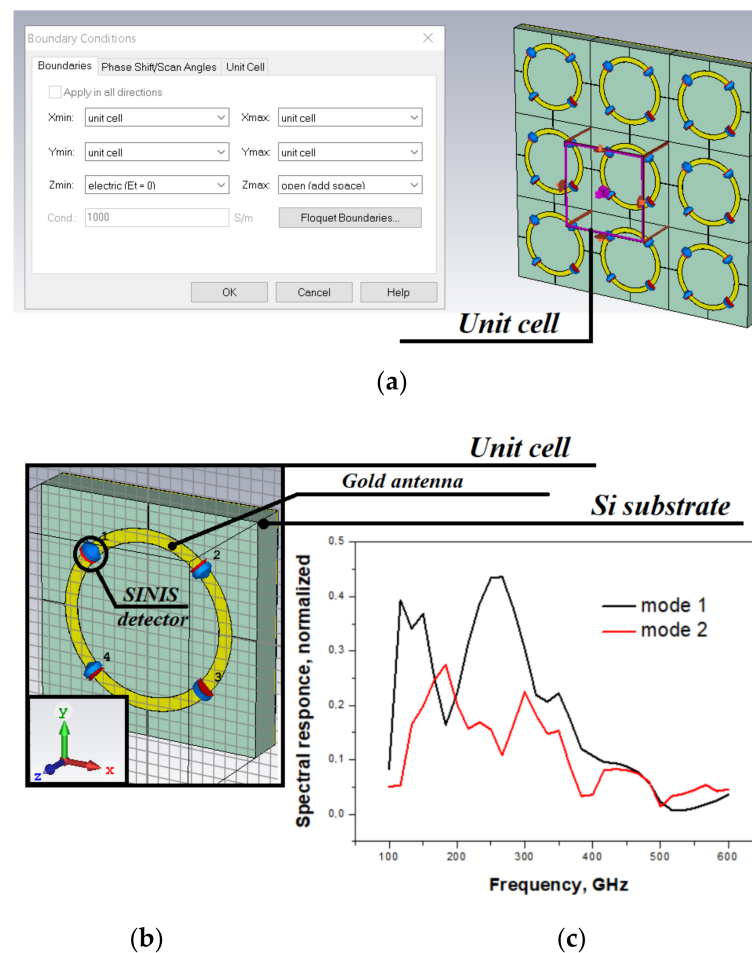 Boundary Conditions
Boundaries Phase Shift/Scan Angles Unit Cell
Apply in all directions
Xmin: unit cell Xmax: unit cell
Ymin: unit cell Ymax: unit cell
Zmin: electric (Et = 0) Zmax: open (add space)
Cond.: 1000 S/m Floquet Boundaries...
OK Cancel Help
Unit cell
(a)
Unit cell
Gold antenna
Si substrate
1
2
SINIS
detector
4
3
y
z
x
0.5
0.4
0.3
0.2
0.1
0,0
Spectral responce, normalized
mode 1
mode 2
100 200 300 400 500 600
Frequency, GHz
(b) (c)